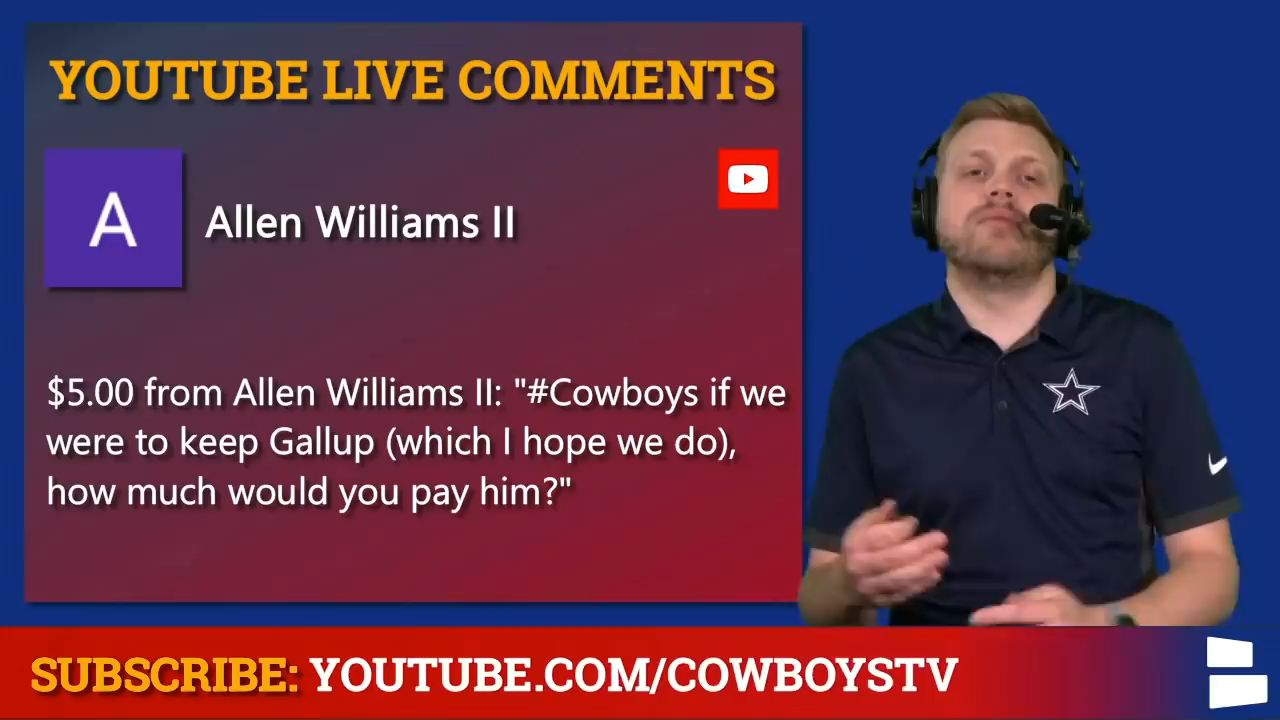 YOUTUBE LIVE COMMENTS
A
Allen Williams II
$5.00 from Allen Williams II: "#Cowboys if we
were to keep Gallup (which I hope we do),
how much would you pay him?"
SUBSCRIBE: YOUTUBE.COM/COWBOYSTV